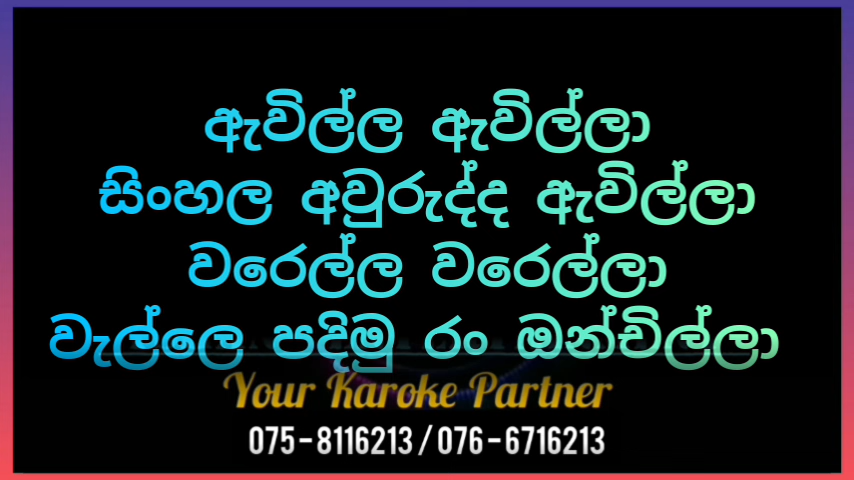 ඇවිල්ල ඇවිල්ලා
සිංහල අවුරුද්ද ඇවිල්ලා
වරෙල්ල වරෙල්ලා
වැල්ලෙ පදිමු රං ඔන්චිල්ලා
Your Karoke Partner
075-8116213 / 076-6716213